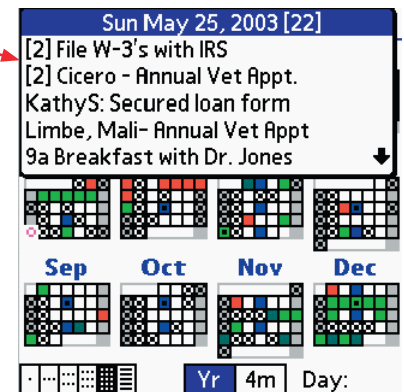 Sun May 25, 2003 [22]
[2] File W-3's with IRS
[2] Cicero - Annual Vet Appt.
KathyS: Secured loan form
Limbe, Mali- Annual Vet Appt
9a Breakfast with Dr. Jones
Sep Oct Nov Dec
Yr 4m Day: